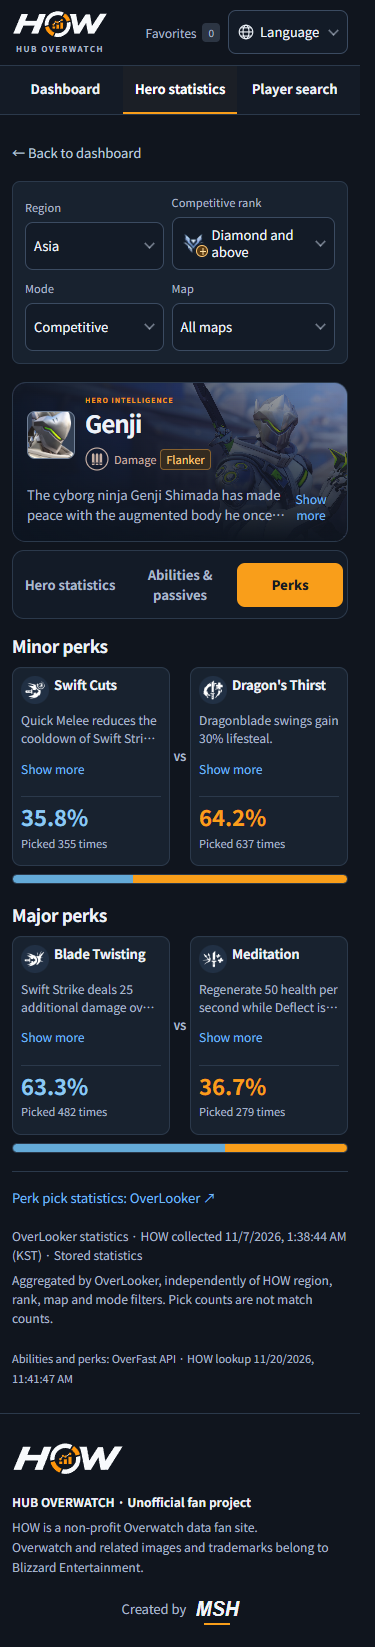 HOW
HUB OVERWATCH
Favorites 0
Language
Dashboard Hero statistics Player search
← Back to dashboard
Region Competitive rank
Asia
Diamond and
above
Mode Map
Competitive All maps
HERO INTELLIGENCE
Genji
Damage Flanker
The cyborg ninja Genji Shimada has made
peace with the augmented body he once⋯
Show
more
Hero statistics
Abilities &
passives
Perks
Minor perks
Swift Cuts
Quick Melee reduces the
cooldown of Swift Stri⋯
Show more
35.8%
Picked 355 times
VS
Dragon's Thirst
Dragonblade swings gain
30% lifesteal.
Show more
64.2%
Picked 637 times
Major perks
Blade Twisting
Swift Strike deals 25
additional damage ov⋯
Show more
63.3%
Picked 482 times
VS
Meditation
Regenerate 50 health per
second while Deflect is⋯
Show more
36.7%
Picked 279 times
Perk pick statistics: OverLooker ↗
OverLooker statistics · HOW collected 11/7/2026, 1:38:44 AM
(KST) · Stored statistics
Aggregated by OverLooker, independently of HOW region,
rank, map and mode filters. Pick counts are not match
counts.
Abilities and perks: OverFast API · HOW lookup 11/20/2026,
11:41:47 AM
HOW
HUB OVERWATCH · Unofficial fan project
HOW is a non-profit Overwatch data fan site.
Overwatch and related images and trademarks belong to
Blizzard Entertainment.
Created by MSH